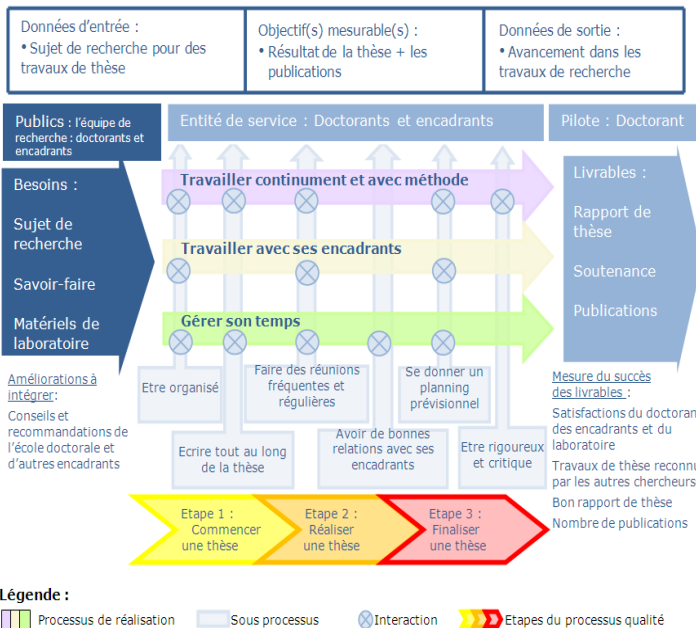 Données d'entrée :
• Sujet de recherche pour des
travaux de thèse
Objectif(s) mesurable(s) :
• Résultat de la thèse + les
publications
Données de sortie :
• Avancement dans les
travaux de recherche
Publics : l'équipe de
recherche : doctorants et
encadrants
Entité de service : Doctorants et encadrants
Pilote : Doctorant
Besoins :
Sujet de
recherche
Savoir-faire
Matériels de
laboratoire
Travailler continument et avec méthode
Travailler avec ses encadrants
Gérer son temps
Livrables :
Rapport de
thèse
Soutenance
Publications
Améliorations à
intégrer:
Conseils et
recommandations de
l'école doctorale et
d'autres encadrants
Etre organisé
Ecrire tout au long
de la thèse
Faire des réunions
fréquentes et
régulières
Avoir de bonnes
relations avec ses
encadrants
Se donner un
planning
prévisionnel
Etre rigoureux
et critique
Mesure du succès
des livrables :
Satisfactions du doctoran
des encadrants et du
laboratoire
Travaux de thèse reconnu
par les autres chercheurs
Bon rapport de thèse
Nombre de publications
Etape 1 :
Commencer
une thèse
Etape 2 :
Réaliser
une thèse
Etape 3 :
Finaliser
une thèse
Légende :
Processus de réalisation
Sous processus
Interaction
Etapes du processus qualité